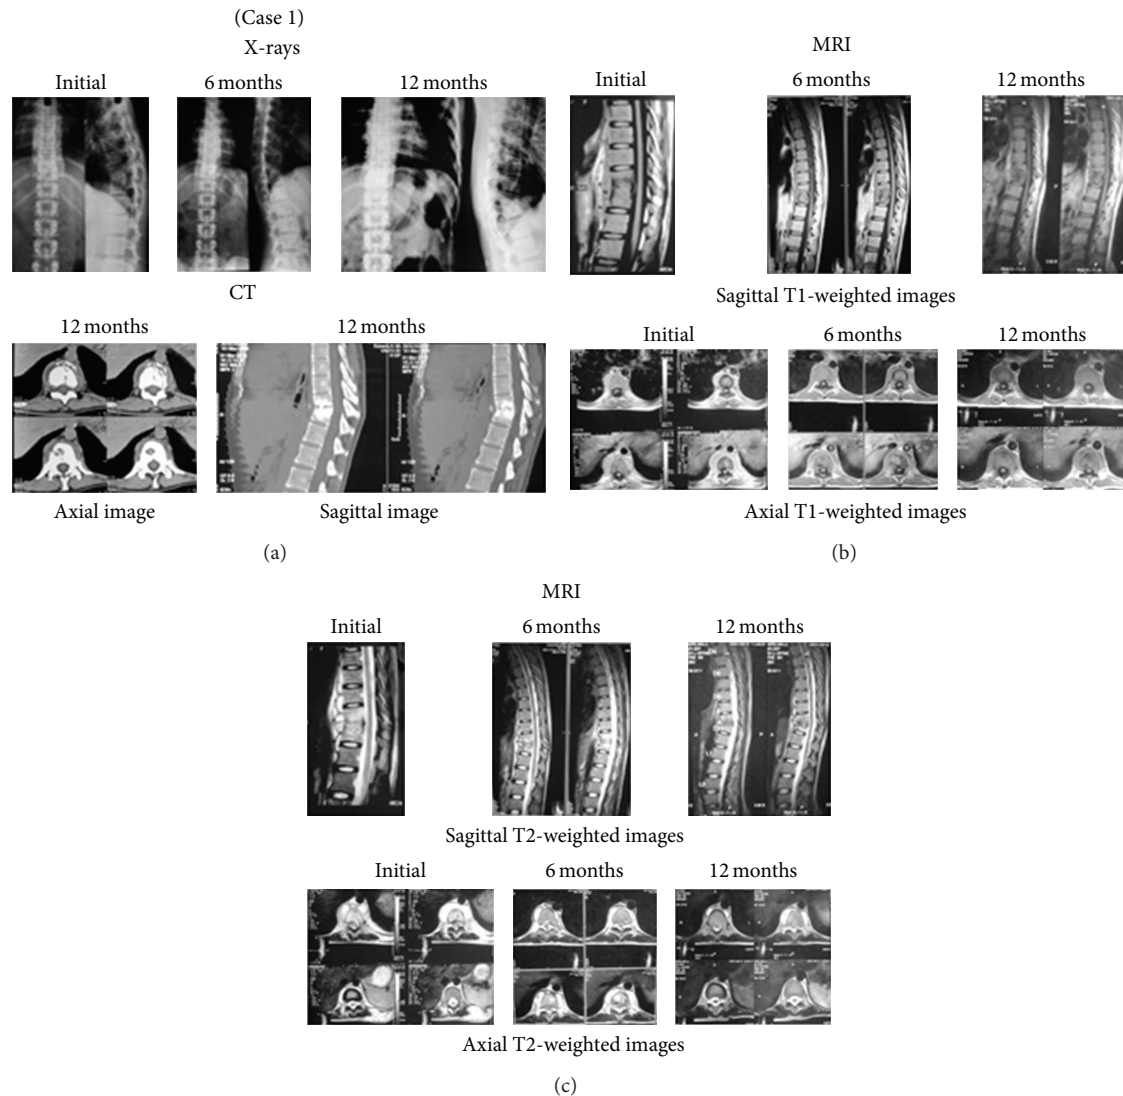 (Case 1)
X-rays
Initial
6 months
12 months
CT
12 months
12 months
Axial image
Sagittal image
(a)
MRI
Initial
6 months
12 months
Sagittal T1-weighted images
Initial
6 months
12 months
Axial T1-weighted images
(b)
MRI
Initial
6 months
12 months
Sagittal T2-weighted images
Initial
6 months
12 months
Axial T2-weighted images
(c)